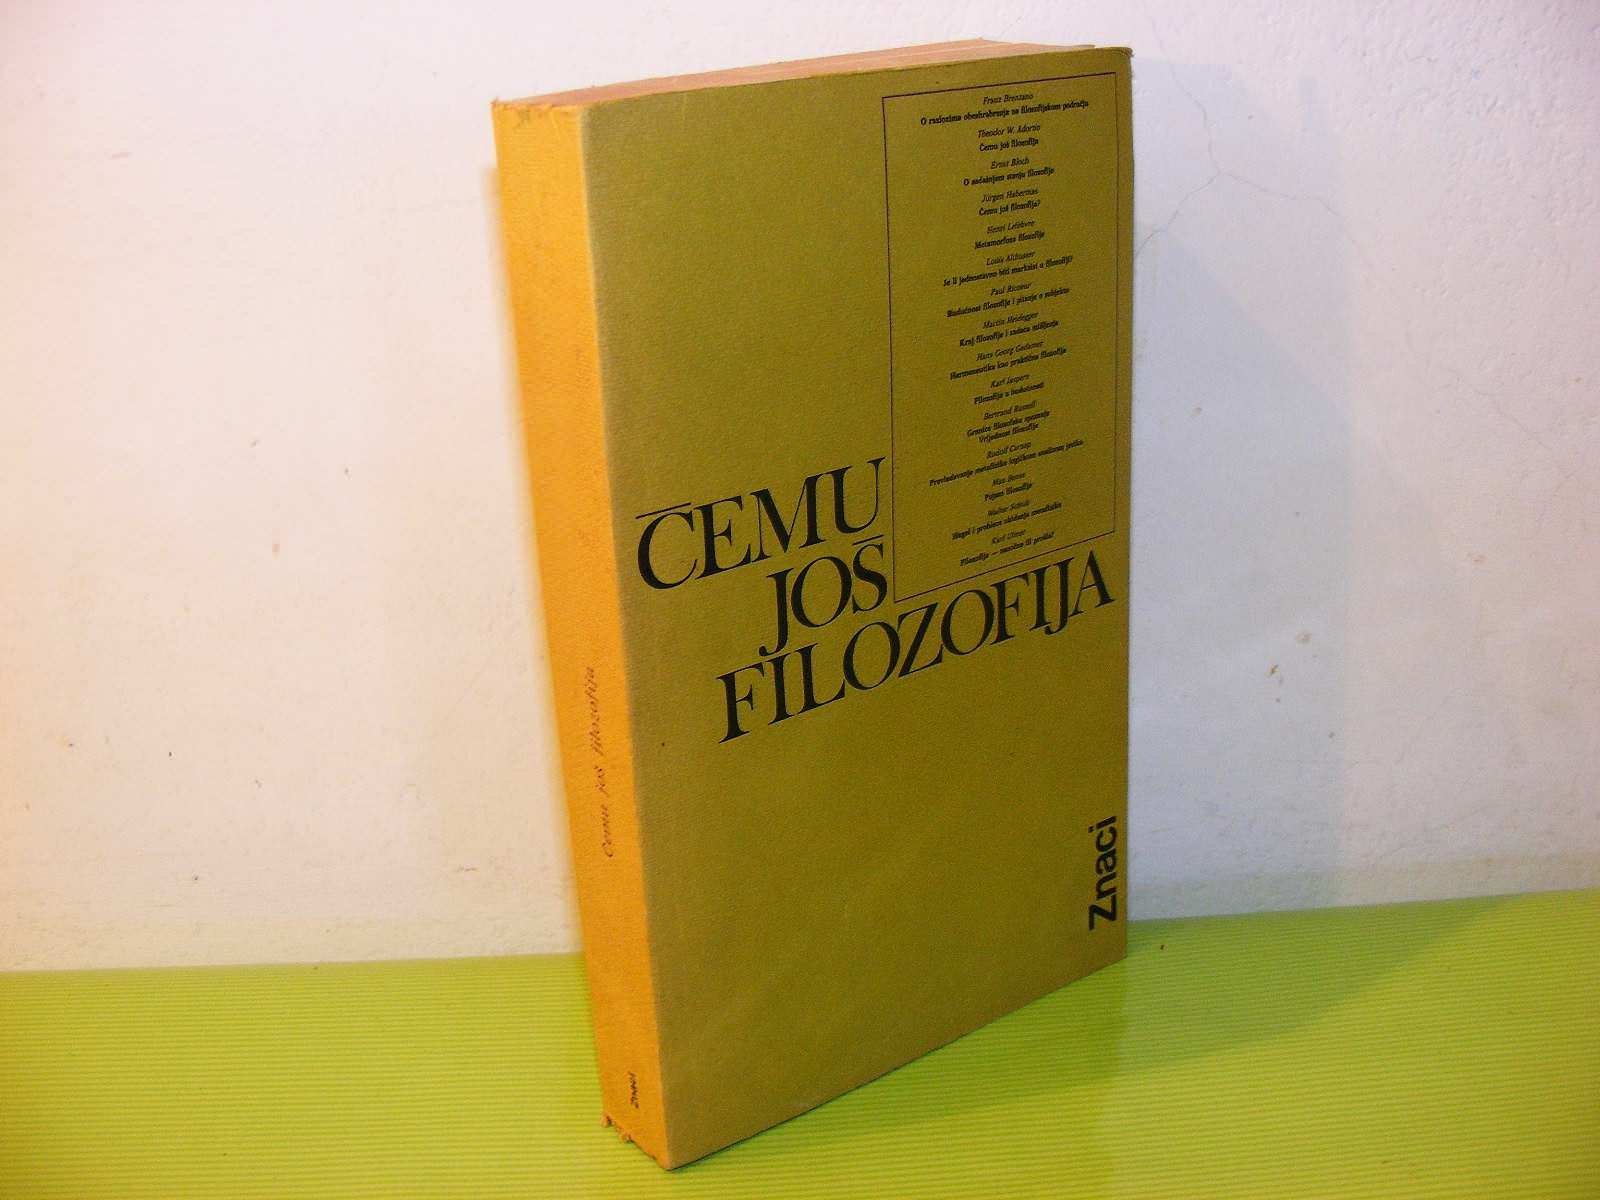 Franz Brentano
O razlozima obeshrabrenja na filozofijskom području
Theodor W. Adorno
Čemu još filozofija
Ernst Bloch
O sadašnjem stanju filozofije
Jürgen Habermas
Čemu još filozofija?
Henri Lefebvre
Metamorfoze filozofije
Louis Althusser
Je li jednostavno biti marksist u filozofiji?
Paul Ricoeur
Budućnost filozofije i pitanje o subjektu
Martin Heidegger
Kraj filozofije i zadaća mišljenja
Hans Georg Gadamer
Hermeneutika kao praktična filozofija
Karl Jaspers
Filozofija u budućnosti
Bertrand Russell
Granice filozofske spoznaje
Vrijednost filozofije
Rudolf Carnap
Prevladavanje metafizike logičkom analizom jezika
Max Bense
Pojam filozofije
Walter Schulz
Hegel i problem ukidanja metafizike
Karl Ulmer
Filozofija — moderna ili prošla?
ČEMU
JOŠ
FILOZOFIJA
Znaci
Čemu još filozofija
Znaci